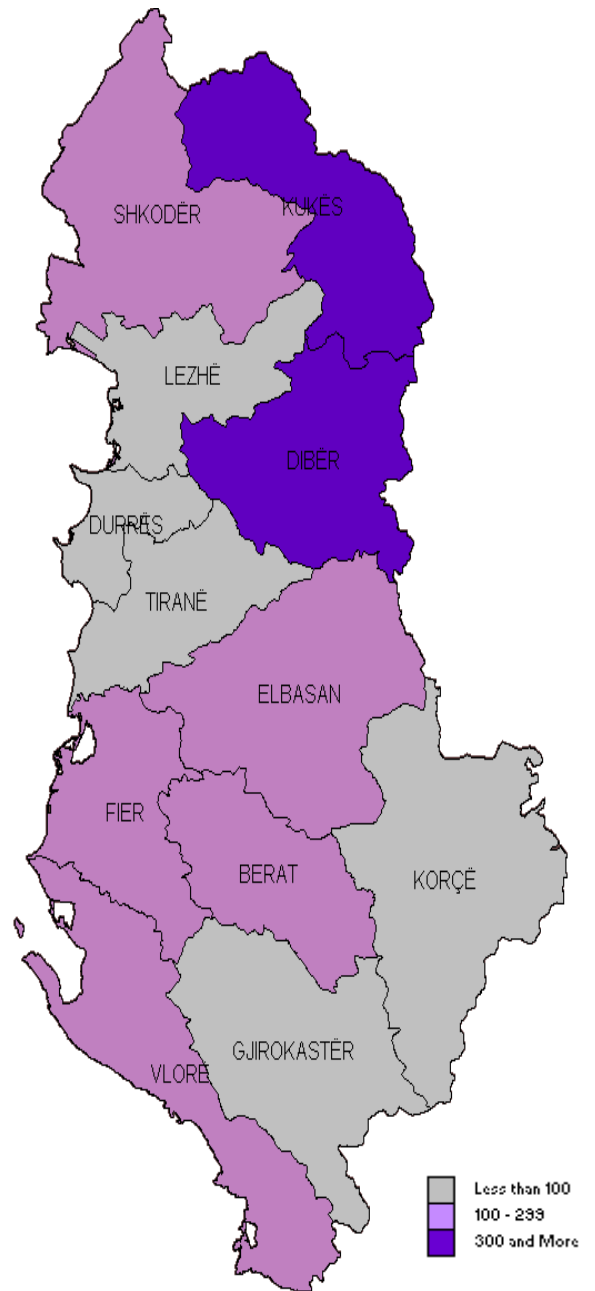 SHKODËR
KUKËS
LEZHË
DIBËR
DURRËS
TIRANË
ELBASAN
FIER
BERAT
KORÇË
GJIROKASTËR
VLORË
Less than 100
100 - 299
300 and More